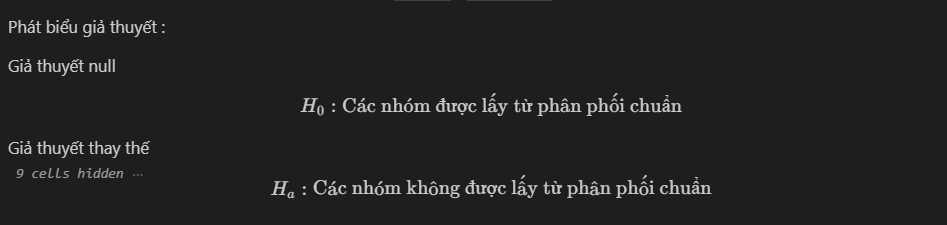 Phát biểu giả thuyết :
Giả thuyết null
H₀ : Các nhóm được lấy từ phân phối chuẩn
Giả thuyết thay thế
9 cells hidden ···
Hₐ : Các nhóm không được lấy từ phân phối chuẩn